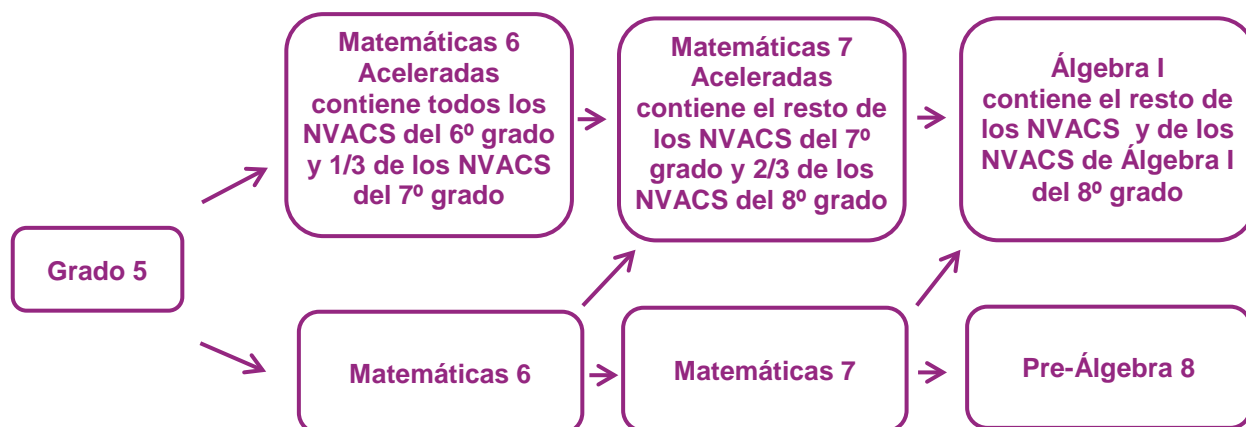 Matemáticas 6
Aceleradas
contiene todos los
NVACS del 6º grado
y 1/3 de los NVACS
del 7º grado
Matemáticas 7
Aceleradas
contiene el resto de
los NVACS del 7º
grado y 2/3 de los
NVACS del 8º grado
Álgebra I
contiene el resto de
los NVACS y de los
NVACS de Álgebra I
del 8º grado
Grado 5
Matemáticas 6
Matemáticas 7
Pre-Álgebra 8